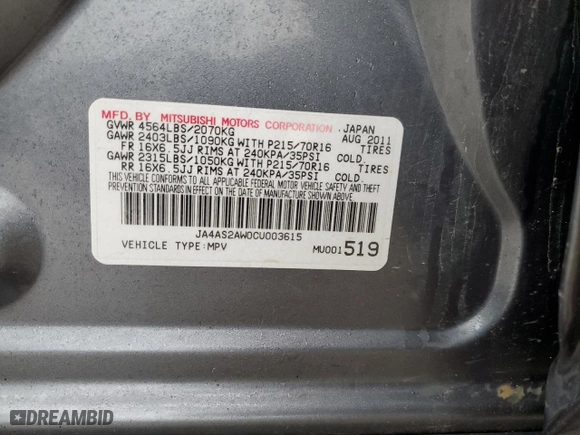 MFD. BY MITSUBISHI MOTORS CORPORATION. JAPAN
GVWR 4564LBS/2070KG AUG 2011
GAWR 2403LBS/1090KG WITH P215/70R16 TIRES
FR 16X6.5JJ RIMS AT 240KPA/35PSI COLD.
GAWR 2315LBS/1050KG WITH P215/70R16 TIRES
RR 16X6.5JJ RIMS AT 240KPA/35PSI COLD.
THIS VEHICLE CONFORMS TO ALL APPLICABLE FEDERAL MOTOR VEHICLE SAFETY AND THEFT
PREVENTION STANDARDS IN EFFECT ON THE DATE OF MANUFACTURE SHOWN ABOVE.
JA4AS2AW0CU003615
VEHICLE TYPE:MPV MU001519
DREAMBID